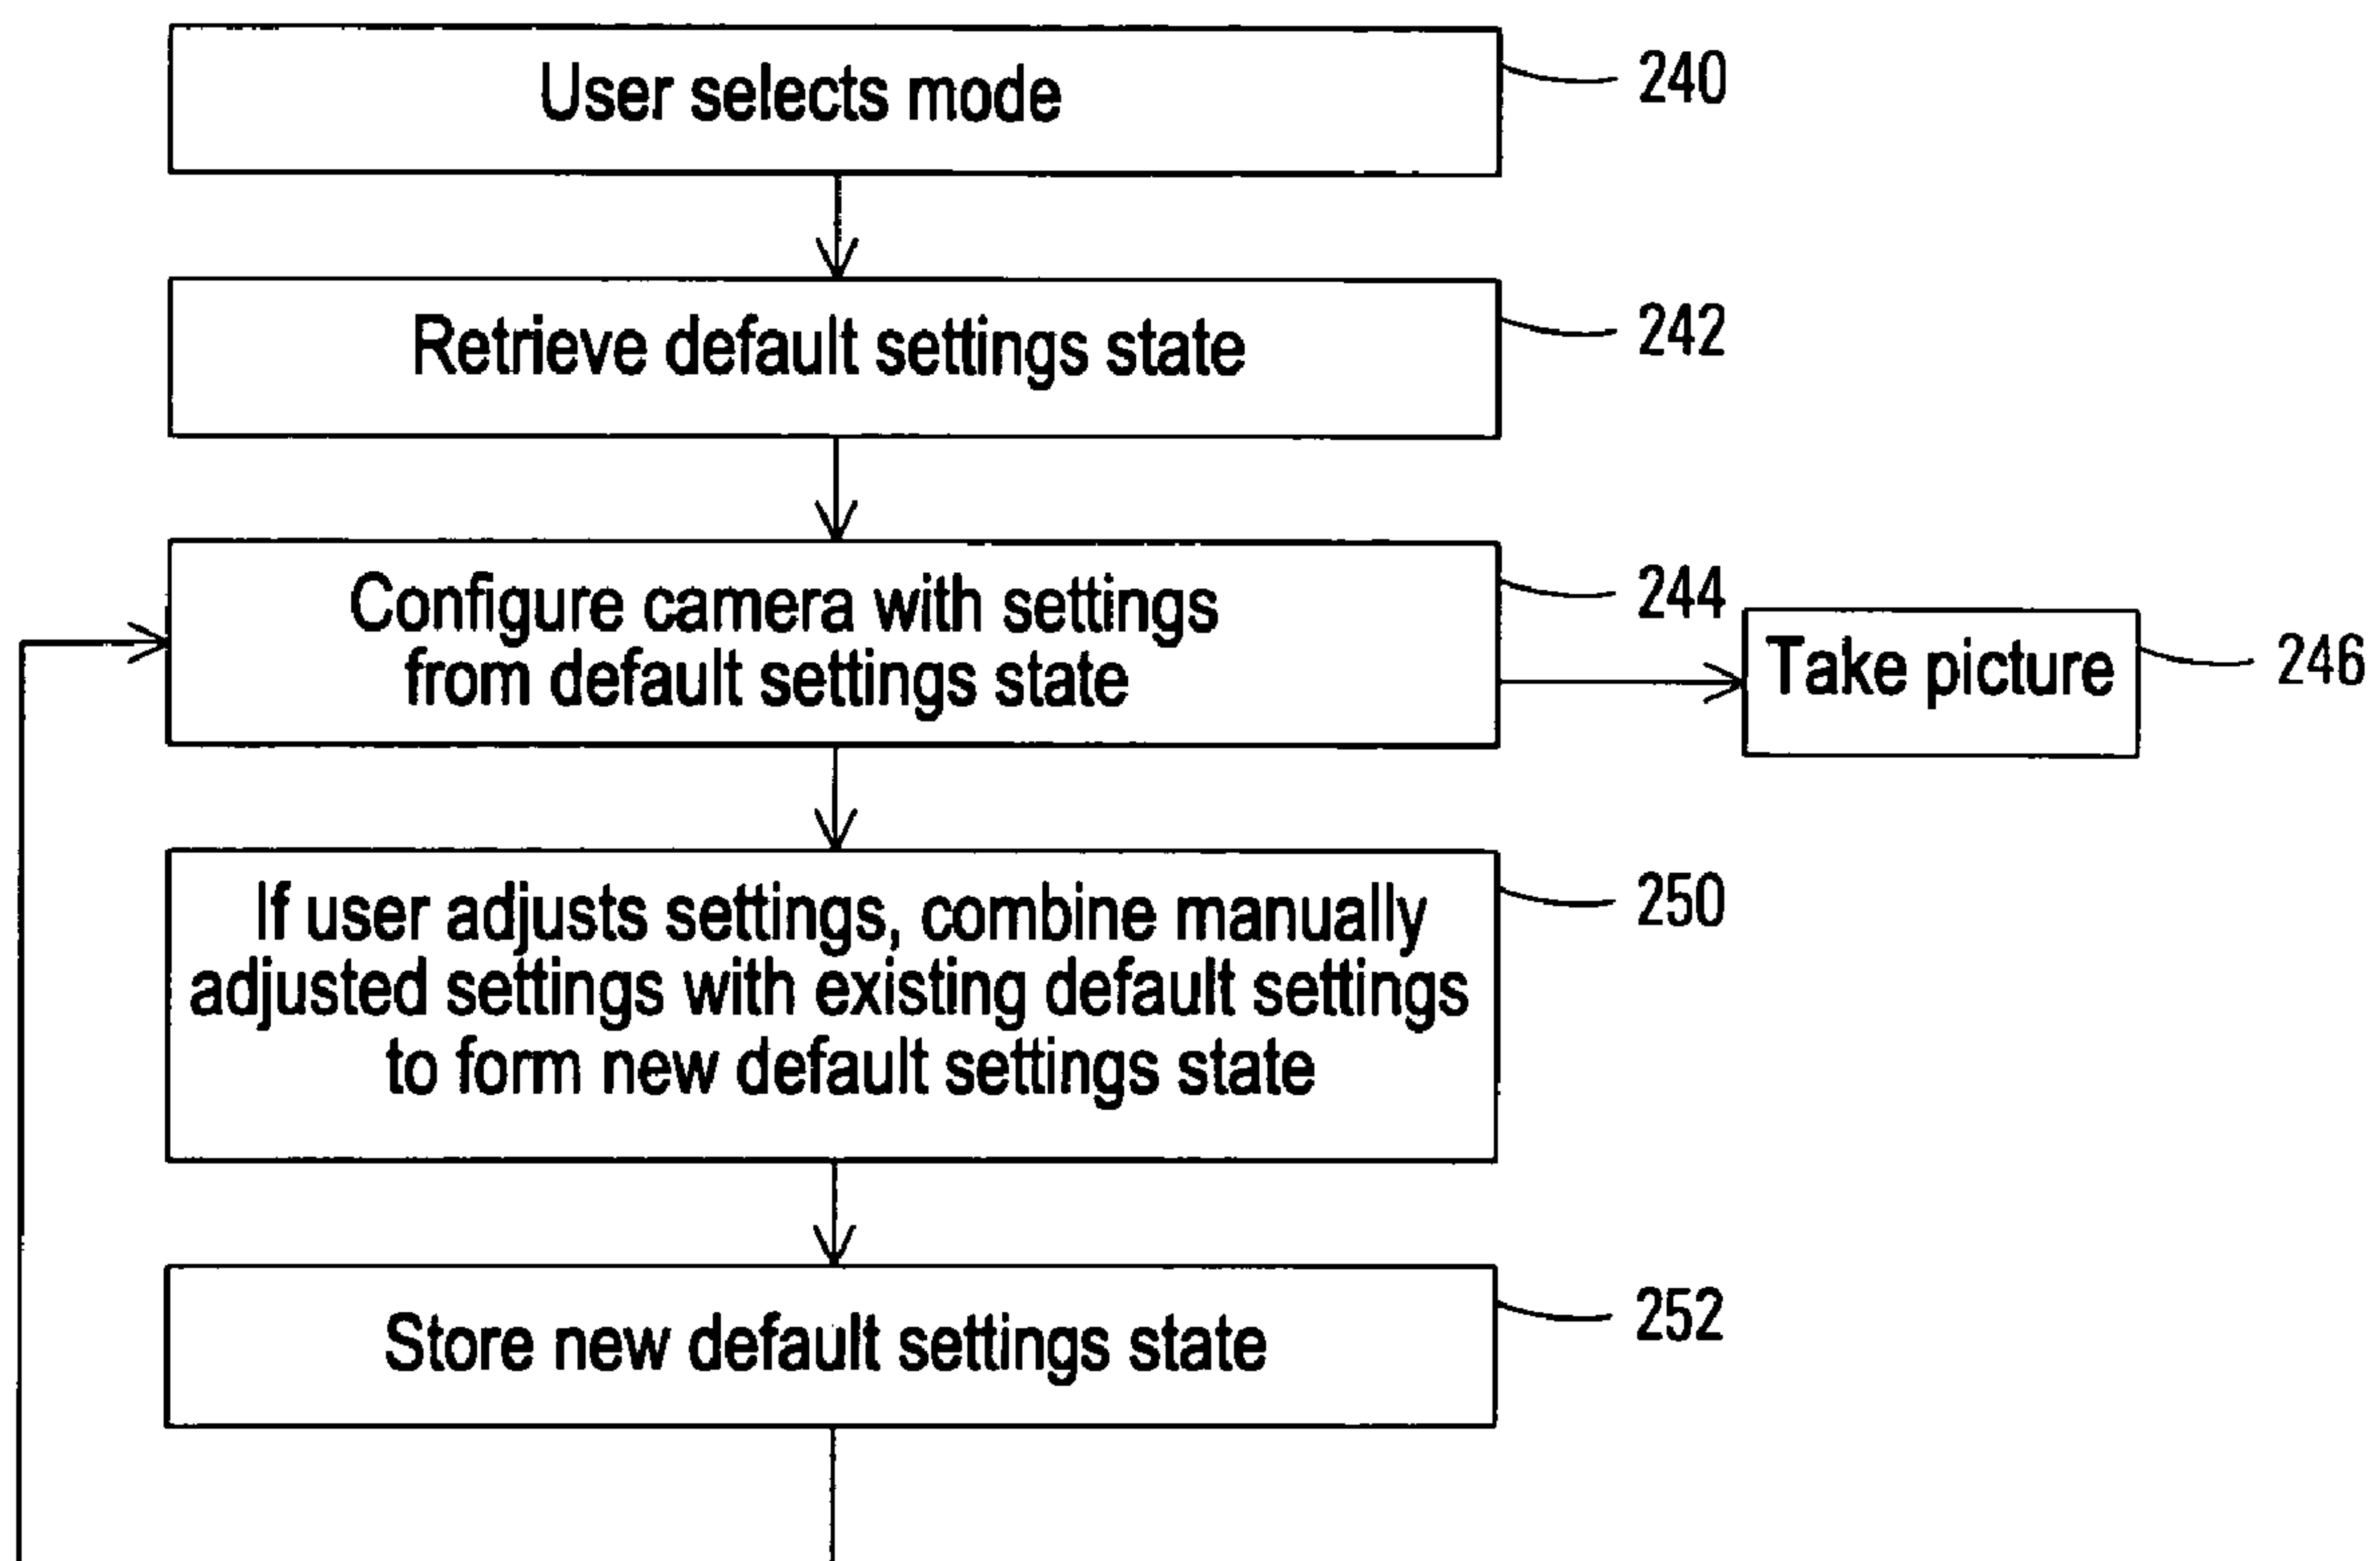 User selects mode
240
Retrieve default settings state
242
Configure camera with settings
from default settings state
244
Take picture
246
If user adjusts settings, combine manually
adjusted settings with existing default settings
to form new default settings state
250
Store new default settings state
252